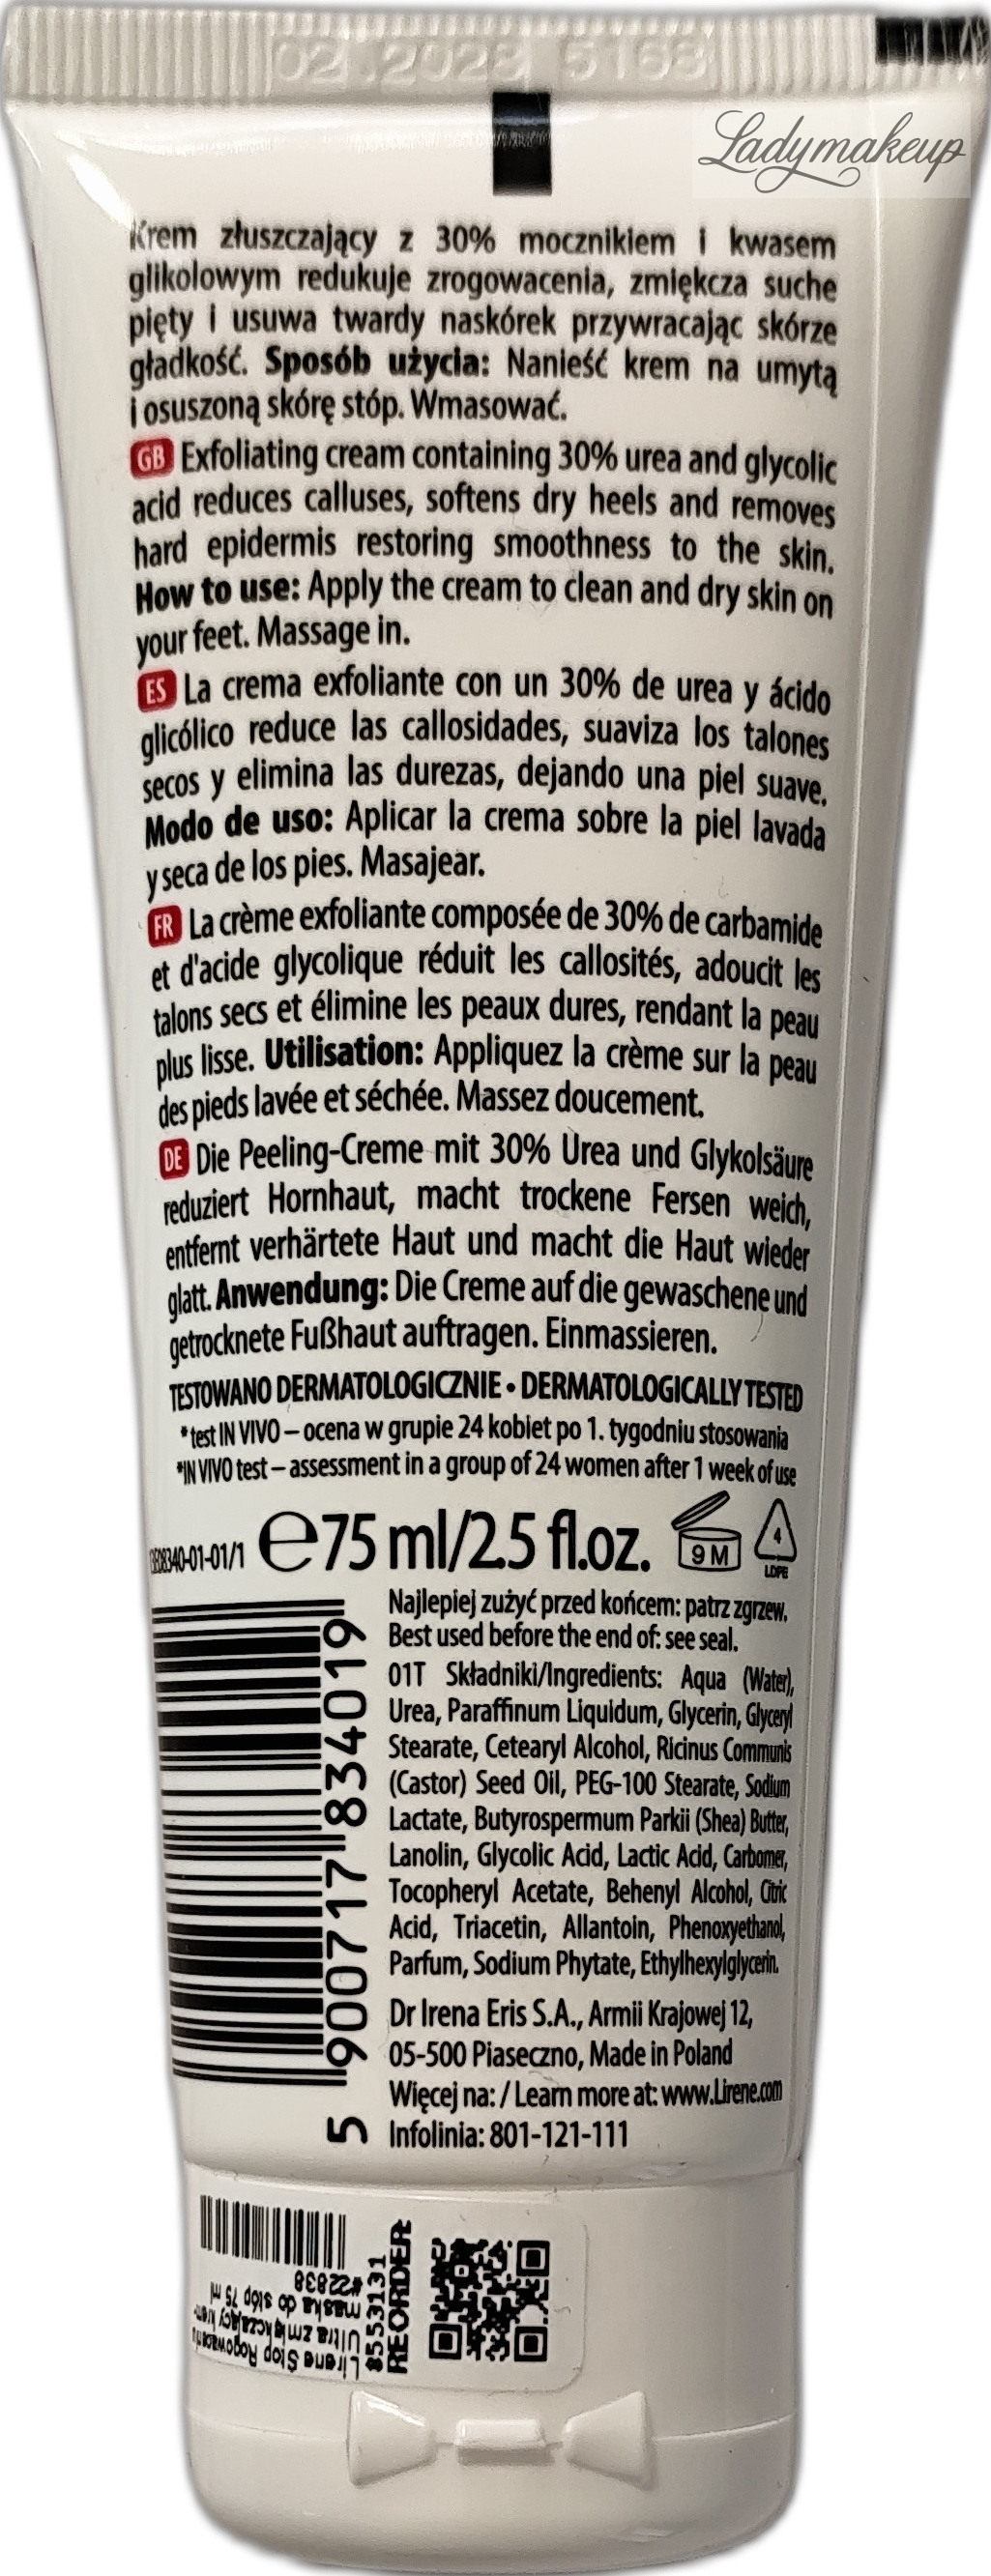 02.2028 5163
Ladymakeup
Krem złuszczający z 30% mocznikiem i kwasem
glikolowym redukuje zrogowacenia, zmiękcza suche
pięty i usuwa twardy naskórek przywracając skórze
gładkość. Sposób użycia: Nanieść krem na umytą
i osuszoną skórę stóp. Wmasować.
GB Exfoliating cream containing 30% urea and glycolic
acid reduces calluses, softens dry heels and removes
hard epidermis restoring smoothness to the skin.
How to use: Apply the cream to clean and dry skin on
your feet. Massage in.
ES La crema exfoliante con un 30% de urea y ácido
glicólico reduce las callosidades, suaviza los talones
secos y elimina las durezas, dejando una piel suave.
Modo de uso: Aplicar la crema sobre la piel lavada
y seca de los pies. Masajear.
FR La crème exfoliante composée de 30% de carbamide
et d'acide glycolique réduit les callosités, adoucit les
talons secs et élimine les peaux dures, rendant la peau
plus lisse. Utilisation: Appliquez la crème sur la peau
des pieds lavée et séchée. Massez doucement.
DE Die Peeling-Creme mit 30% Urea und Glykolsäure
reduziert Hornhaut, macht trockene Fersen weich,
entfernt verhärtete Haut und macht die Haut wieder
glatt. Anwendung: Die Creme auf die gewaschene und
getrocknete Fußhaut auftragen. Einmassieren.
TESTOWANO DERMATOLOGICZNIE • DERMATOLOGICALLY TESTED
* test IN VIVO – ocena w grupie 24 kobiet po 1. tygodniu stosowania
*IN VIVO test – assessment in a group of 24 women after 1 week of use
℮75 ml/2.5 fl.oz.
9 M
4
LDPE
Najlepiej zużyć przed końcem: patrz zgrzew.
Best used before the end of: see seal.
01T Składniki/Ingredients: Aqua (Water),
Urea, Paraffinum Liquidum, Glycerin, Glyceryl
Stearate, Cetearyl Alcohol, Ricinus Communis
(Castor) Seed Oil, PEG-100 Stearate, Sodium
Lactate, Butyrospermum Parkii (Shea) Butter,
Lanolin, Glycolic Acid, Lactic Acid, Carbomer,
Tocopheryl Acetate, Behenyl Alcohol, Citric
Acid, Triacetin, Allantoin, Phenoxyethanol,
Parfum, Sodium Phytate, Ethylhexylglycerin.
Dr Irena Eris S.A., Armii Krajowej 12,
05-500 Piaseczno, Made in Poland
Więcej na: / Learn more at: www.Lirene.com
Infolinia: 801-121-111
5 900717 834019
Lirene Stop
Ultra zmiękczający krem-
maska do stóp 75 ml
#22838
8553131
REORDER